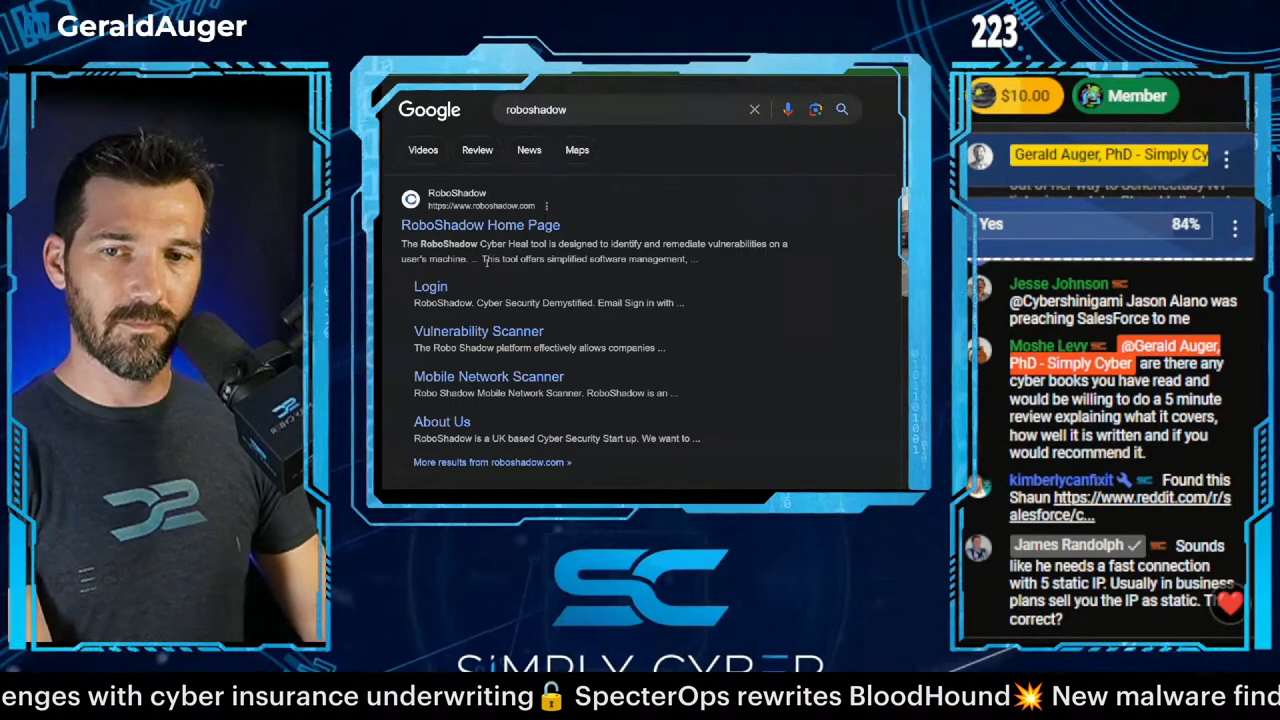 GeraldAuger
223
Google
roboshadow
Videos Review News Maps
RoboShadow
https://www.roboshadow.com
RoboShadow Home Page
The RoboShadow Cyber Heal tool is designed to identify and remediate vulnerabilities on a
user's machine. ... This tool offers simplified software management, ...
Login
RoboShadow. Cyber Security Demystified. Email Sign in with ...
Vulnerability Scanner
The Robo Shadow platform effectively allows companies ...
Mobile Network Scanner
Robo Shadow Mobile Network Scanner. RoboShadow is an ...
About Us
RoboShadow is a UK based Cyber Security Start up. We want to ...
More results from roboshadow.com »
$10.00 Member
Gerald Auger, PhD - Simply Cy
Yes 84%
Jesse Johnson
@Cybershinigami Jason Alano was
preaching SalesForce to me
Moshe Levy @Gerald Auger,
PhD - Simply Cyber are there any
cyber books you have read and
would be willing to do a 5 minute
review explaining what it covers,
how well it is written and if you
would recommend it.
kimberlycanfixit Found this
Shaun https://www.reddit.com/r/s
alesforce/c...
James Randolph Sounds
like he needs a fast connection
with 5 static IP. Usually in business
plans sell you the IP as static.
correct?
SC
SIMPLY CYBER
enges with cyber insurance underwriting🔓 SpecterOps rewrites BloodHound💥 New malware find